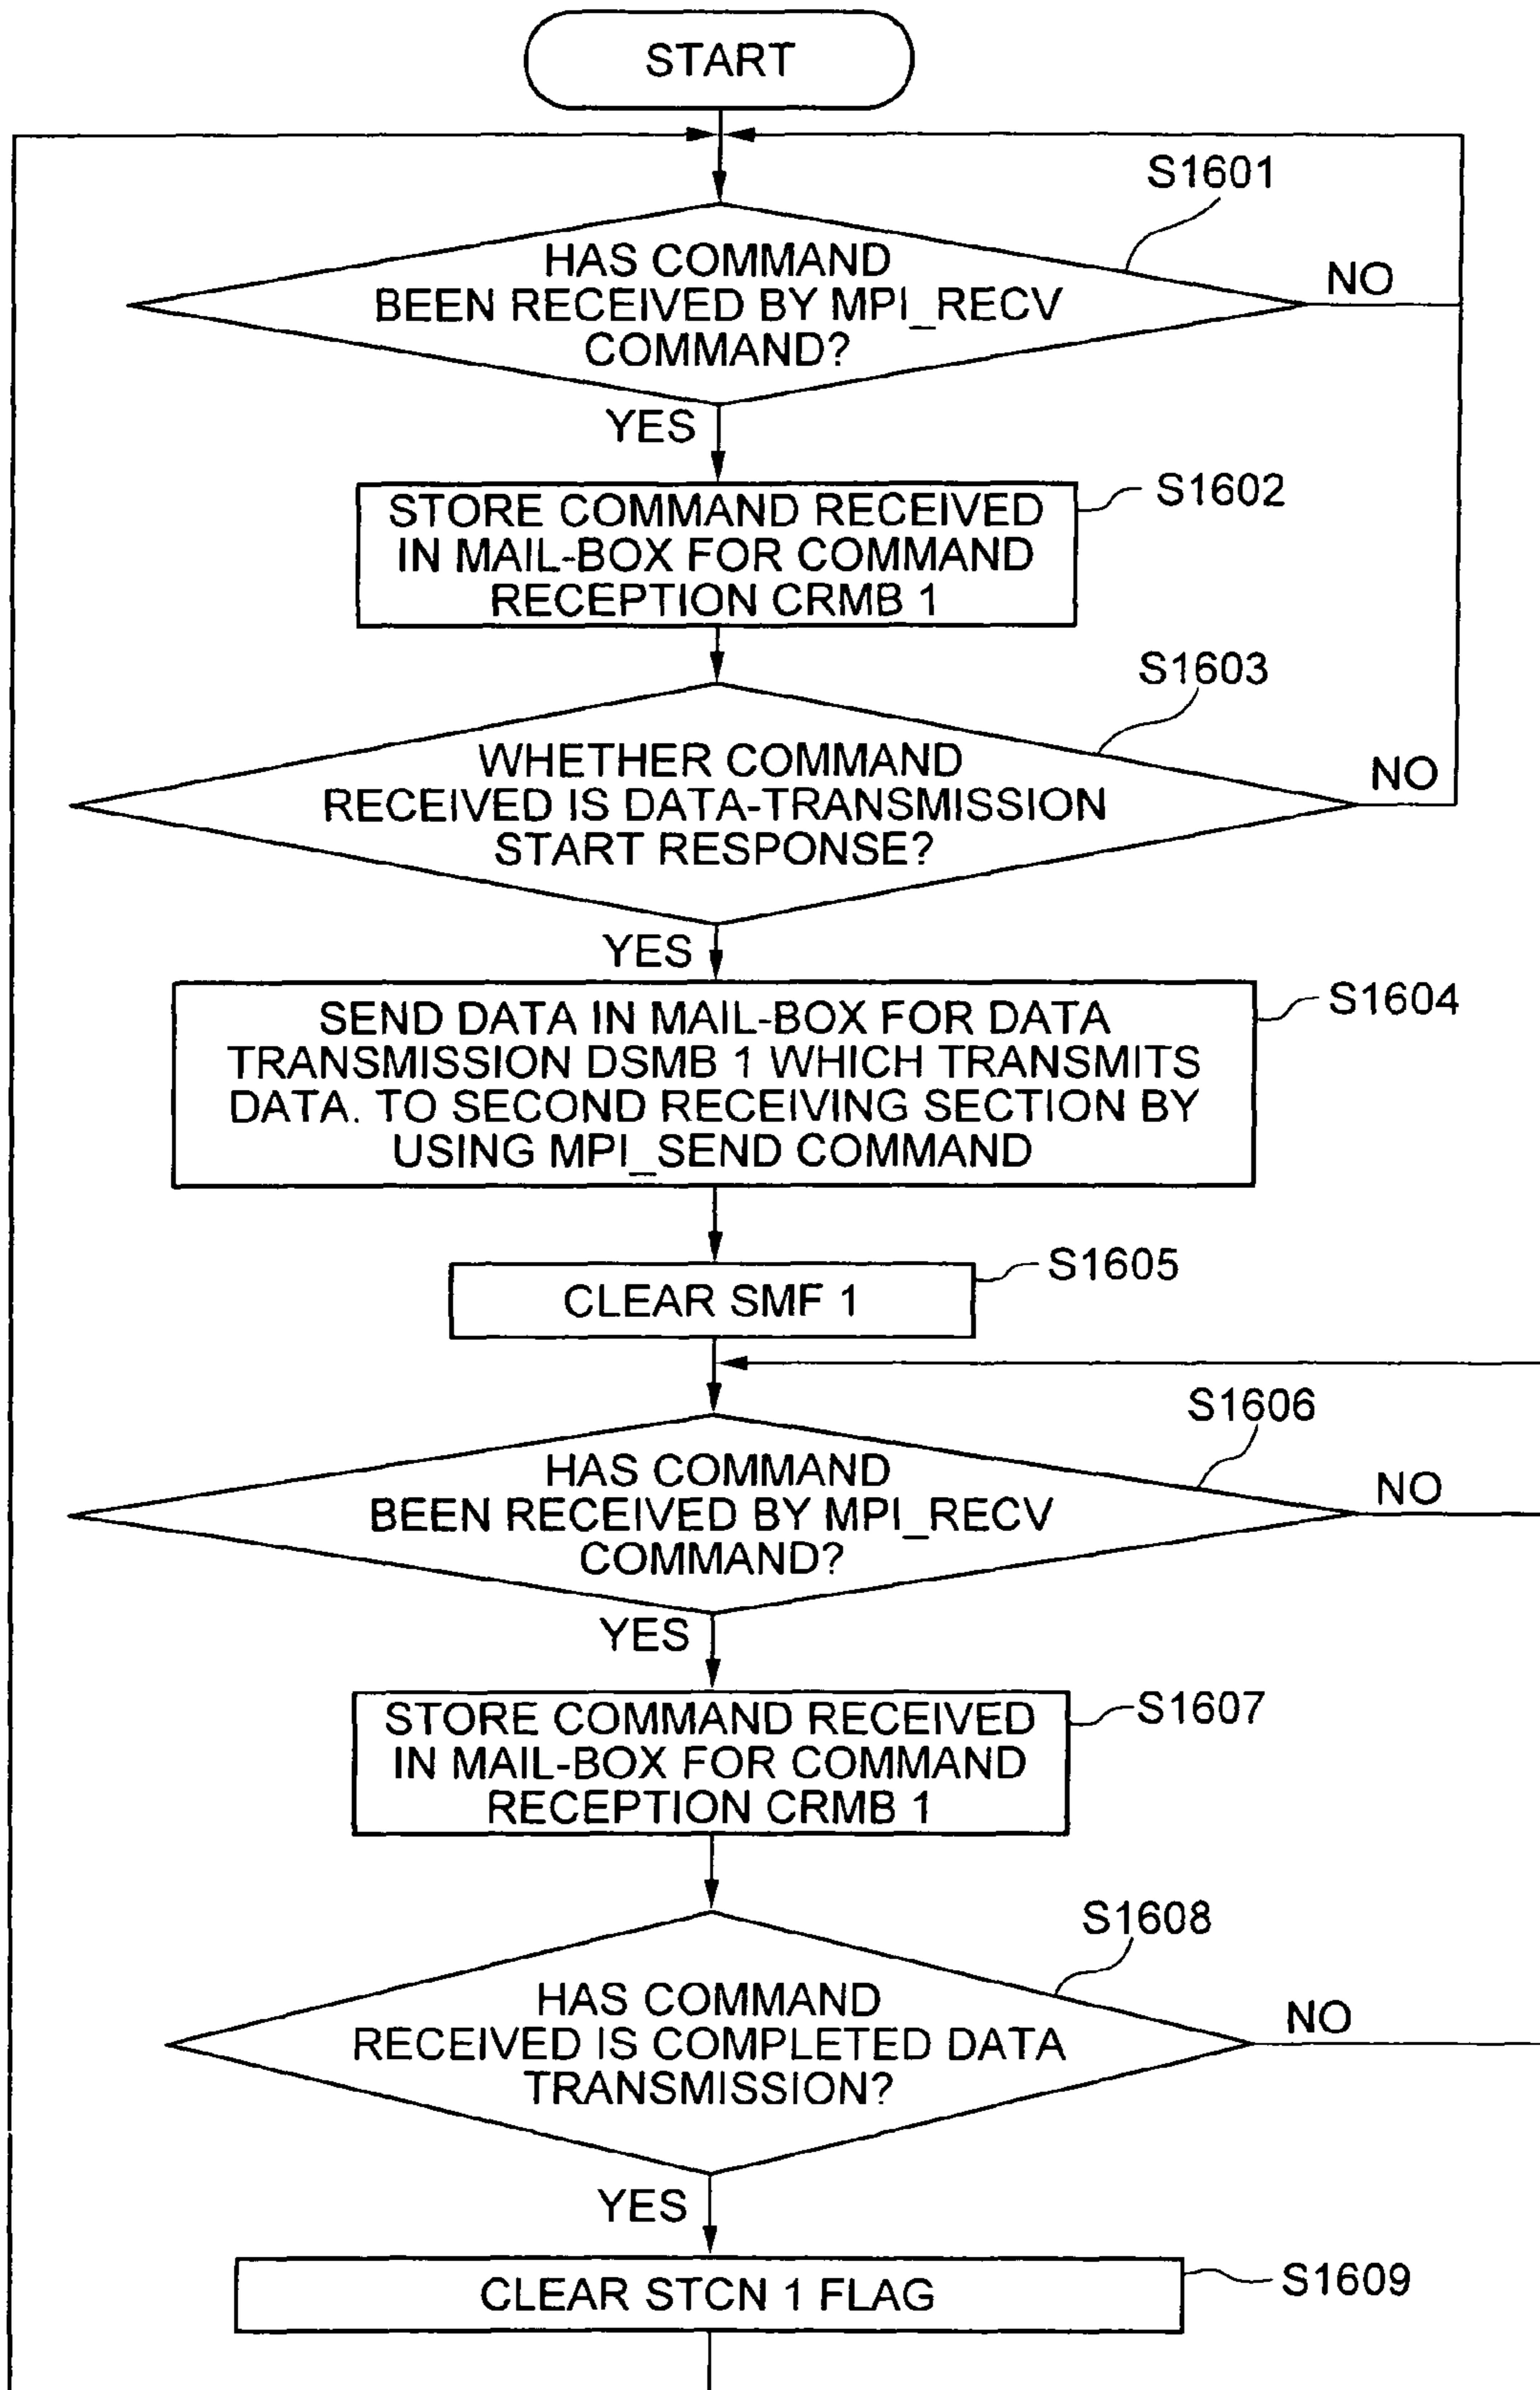 START
S1601
HAS COMMAND
BEEN RECEIVED BY MPI_RECV
COMMAND?
NO
YES
S1602
STORE COMMAND RECEIVED
IN MAIL-BOX FOR COMMAND
RECEPTION CRMB 1
S1603
WHETHER COMMAND
RECEIVED IS DATA-TRANSMISSION
START RESPONSE?
NO
YES
S1604
SEND DATA IN MAIL-BOX FOR DATA
TRANSMISSION DSMB 1 WHICH TRANSMITS
DATA. TO SECOND RECEIVING SECTION BY
USING MPI_SEND COMMAND
S1605
CLEAR SMF 1
S1606
HAS COMMAND
BEEN RECEIVED BY MPI_RECV
COMMAND?
NO
YES
S1607
STORE COMMAND RECEIVED
IN MAIL-BOX FOR COMMAND
RECEPTION CRMB 1
S1608
HAS COMMAND
RECEIVED IS COMPLETED DATA
TRANSMISSION?
NO
YES
CLEAR STCN 1 FLAG
S1609